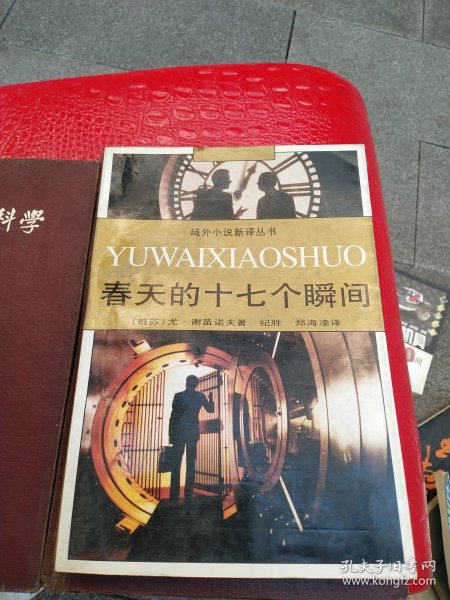 科學
域外小说新译丛书
YUWAIXIAOSHUO
春天的十七个瞬间
(前苏)尤·谢苗诺夫著 纪胜 郑海凌译
孔夫子旧书网
www.kongfz.com